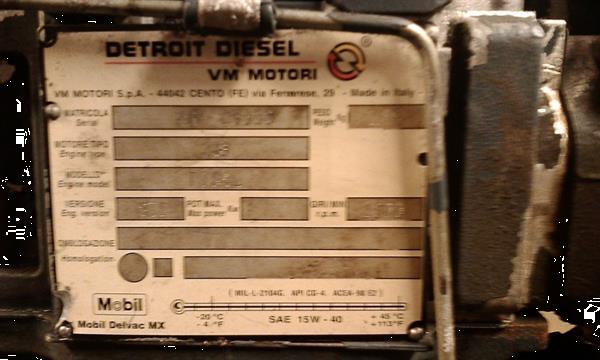 DETROIT DIESEL
®
VM MOTORI
VM MOTORI S.p.A. - 44042 CENTO (FE) via Ferrarese, 29 - Made in Italy -
MATRICOLA
Serial
PESO
Weight Kg
MOTORE TIPO
Engine type
MODELLO
Engine model
VERSIONE
Eng. version
POT MAX.
Max power Kw
GIRI/MIN
r.p.m.
OMOLOGAZIONE
Homologation
( MIL-L-2104G, API CG-4, ACEA-98 E2 )
Mobil
Mobil Delvac MX
-20 °C
-4 °F
SAE 15W - 40
+ 45 °C
+113°F